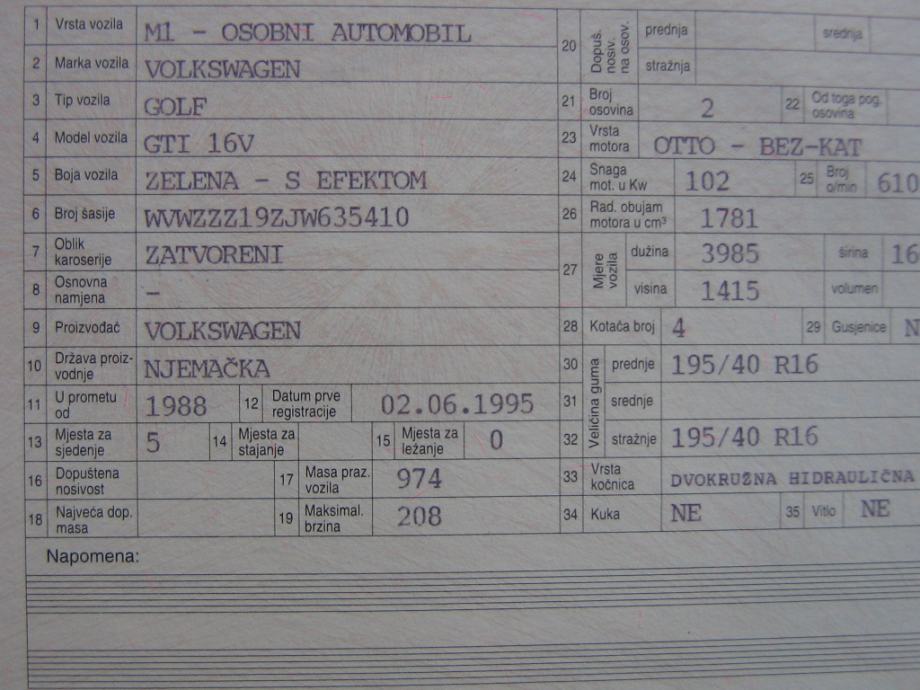 1 Vrsta vozila M1 - OSOBNI AUTOMOBIL
2 Marka vozila VOLKSWAGEN
3 Tip vozila GOLF
4 Model vozila GTI 16V
5 Boja vozila ZELENA - S EFEKTOM
6 Broj šasije WVWZZZ19ZJW635410
7 Oblik karoserije ZATVORENI
8 Osnovna namjena -
9 Proizvođač VOLKSWAGEN
10 Država proiz-vodnje NJEMAČKA
11 U prometu od 1988 12 Datum prve registracije 02.06.1995
13 Mjesta za sjedenje 5 14 Mjesta za stajanje 15 Mjesta za ležanje 0
16 Dopuštena nosivost 17 Masa praz. vozila 974
18 Najveća dop. masa 19 Maksimal. brzina 208
20 Dopuš. nosiv. na osov. prednja srednja
stražnja
21 Broj osovina 2 22 Od toga pog. osovina
23 Vrsta motora OTTO - BEZ-KAT
24 Snaga mot. u Kw 102 25 Broj o/min 610
26 Rad. obujam motora u cm³ 1781
27 Mjere vozila dužina 3985 širina 16
visina 1415 volumen
28 Kotača broj 4 29 Gusjenice N
30 Veličina guma prednje 195/40 R16
31 srednje
32 stražnje 195/40 R16
33 Vrsta kočnica DVOKRUŽNA HIDRAULIČNA
34 Kuka NE 35 Vitlo NE
Napomena: